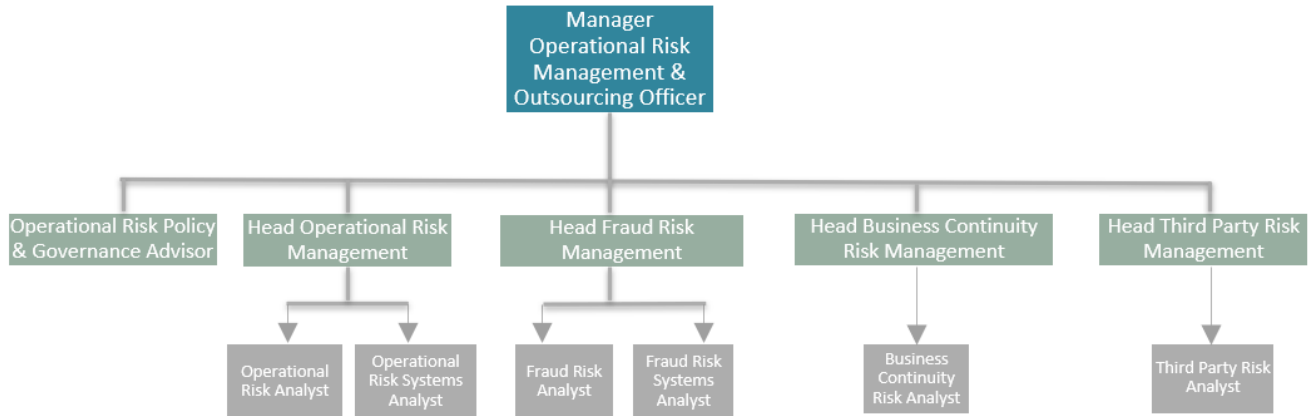 Manager
Operational Risk
Management &
Outsourcing Officer
Operational Risk Policy
& Governance Advisor
Head Operational Risk
Management
Head Fraud Risk
Management
Head Business Continuity
Risk Management
Head Third Party Risk
Management
Operational
Risk Analyst
Operational
Risk Systems
Analyst
Fraud Risk
Analyst
Fraud Risk
Systems
Analyst
Business
Continuity
Risk Analyst
Third Party Risk
Analyst